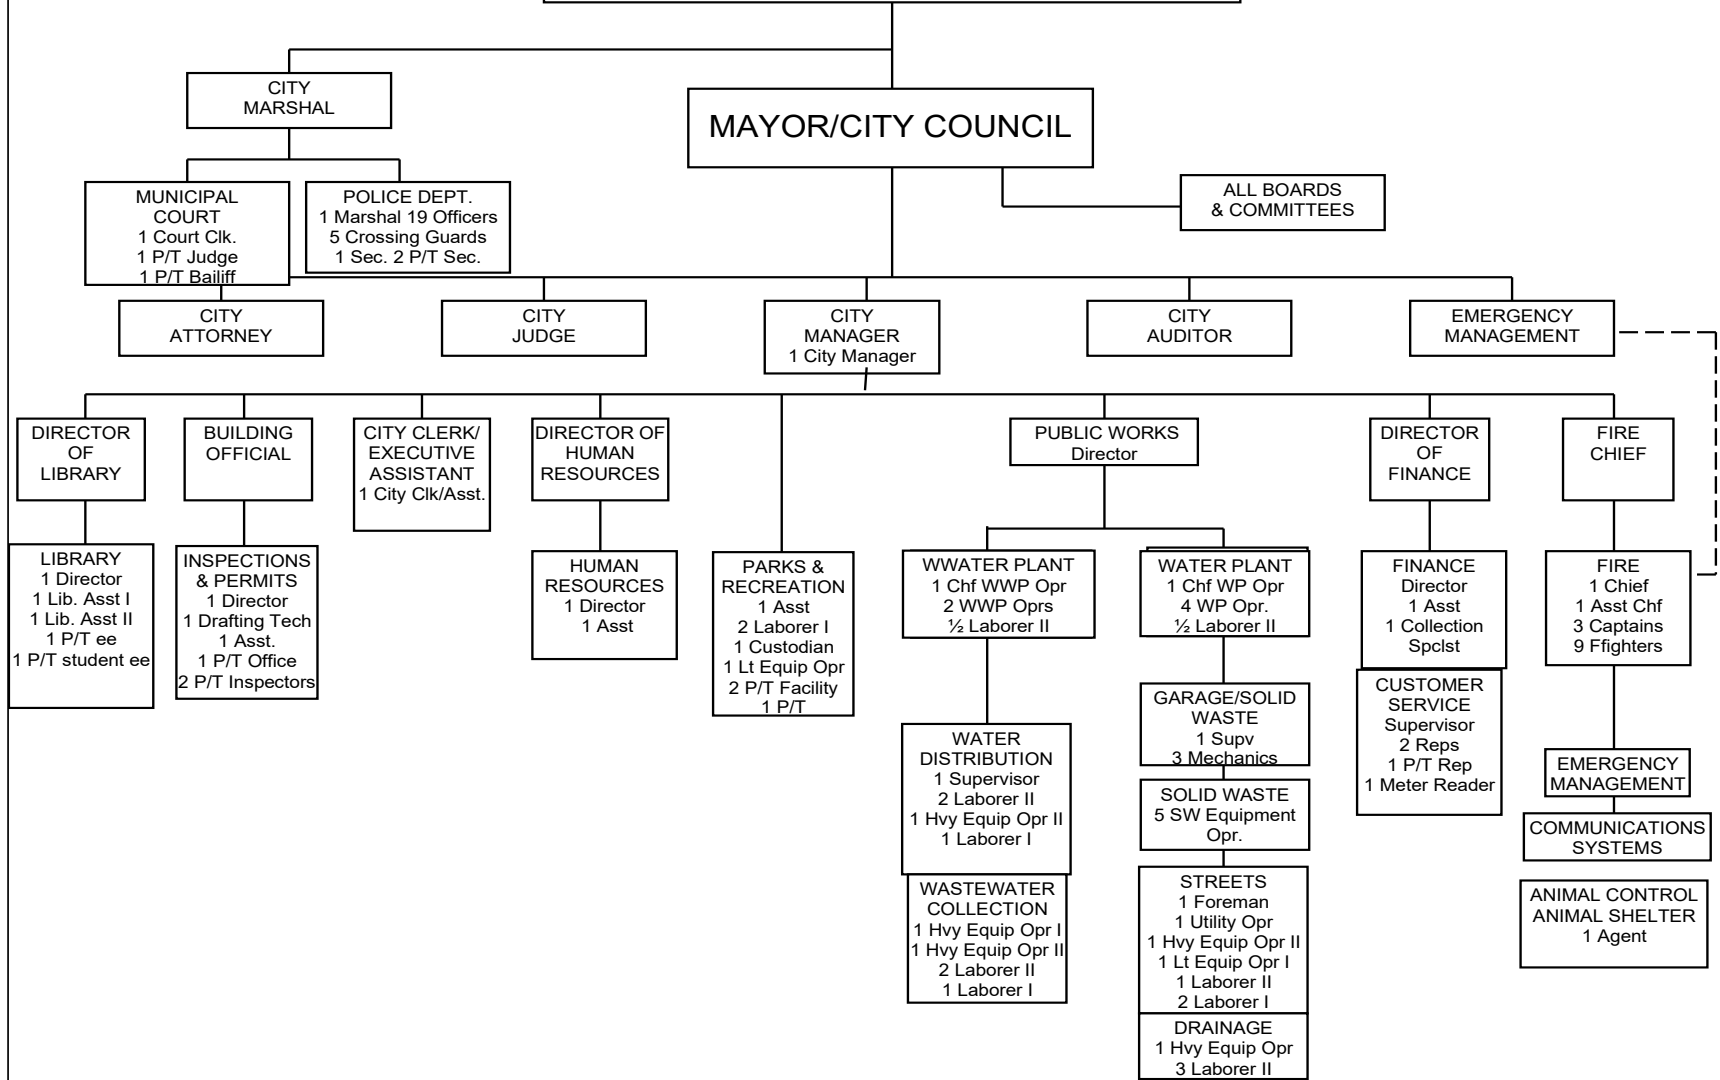 CITY
MARSHAL
MAYOR/CITY COUNCIL
MUNICIPAL
COURT
1 Court Clk.
1 P/T Judge
1 P/T Bailiff
POLICE DEPT.
1 Marshal 19 Officers
5 Crossing Guards
1 Sec. 2 P/T Sec.
ALL BOARDS
& COMMITTEES
CITY
ATTORNEY
CITY
JUDGE
CITY
MANAGER
1 City Manager
CITY
AUDITOR
EMERGENCY
MANAGEMENT
DIRECTOR
OF
LIBRARY
BUILDING
OFFICIAL
CITY CLERK/
EXECUTIVE
ASSISTANT
1 City Clk/Asst.
DIRECTOR OF
HUMAN
RESOURCES
PUBLIC WORKS
Director
DIRECTOR
OF
FINANCE
FIRE
CHIEF
LIBRARY
1 Director
1 Lib. Asst I
1 Lib. Asst II
1 P/T ee
1 P/T student ee
INSPECTIONS
& PERMITS
1 Director
1 Drafting Tech
1 Asst.
1 P/T Office
2 P/T Inspectors
HUMAN
RESOURCES
1 Director
1 Asst
PARKS &
RECREATION
1 Asst
2 Laborer I
1 Custodian
1 Lt Equip Opr
2 P/T Facility
1 P/T
WWATER PLANT
1 Chf WWP Opr
2 WWP Oprs
½ Laborer II
WATER PLANT
1 Chf WP Opr
4 WP Opr.
½ Laborer II
FINANCE
Director
1 Asst
1 Collection
Spclst
FIRE
1 Chief
1 Asst Chf
3 Captains
9 Ffighters
WATER
DISTRIBUTION
1 Supervisor
2 Laborer II
1 Hvy Equip Opr II
1 Laborer I
GARAGE/SOLID
WASTE
1 Supv
3 Mechanics
CUSTOMER
SERVICE
Supervisor
2 Reps
1 P/T Rep
1 Meter Reader
EMERGENCY
MANAGEMENT
SOLID WASTE
5 SW Equipment
Opr.
COMMUNICATIONS
SYSTEMS
WASTEWATER
COLLECTION
1 Hvy Equip Opr I
1 Hvy Equip Opr II
2 Laborer II
1 Laborer I
STREETS
1 Foreman
1 Utility Opr
1 Hvy Equip Opr II
1 Lt Equip Opr I
1 Laborer II
2 Laborer I
ANIMAL CONTROL
ANIMAL SHELTER
1 Agent
DRAINAGE
1 Hvy Equip Opr
3 Laborer II